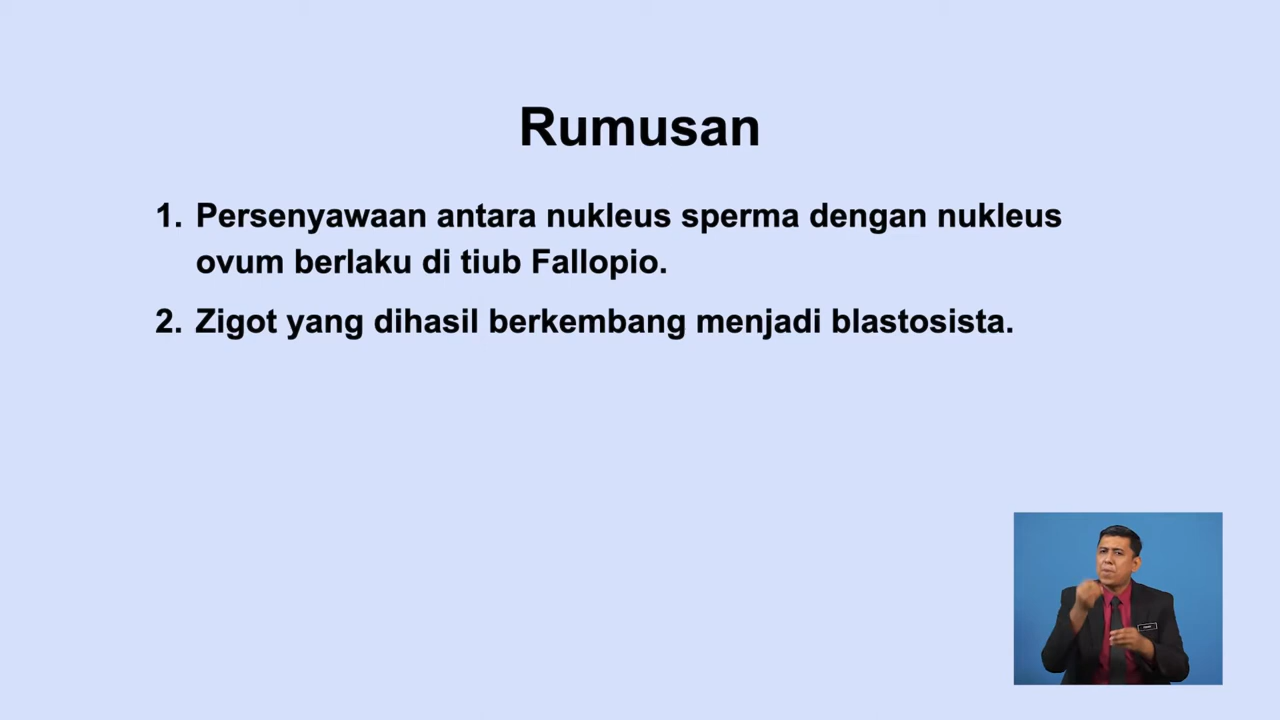 Rumusan
1. Persenyawaan antara nukleus sperma dengan nukleus
ovum berlaku di tiub Fallopio.
2. Zigot yang dihasil berkembang menjadi blastosista.